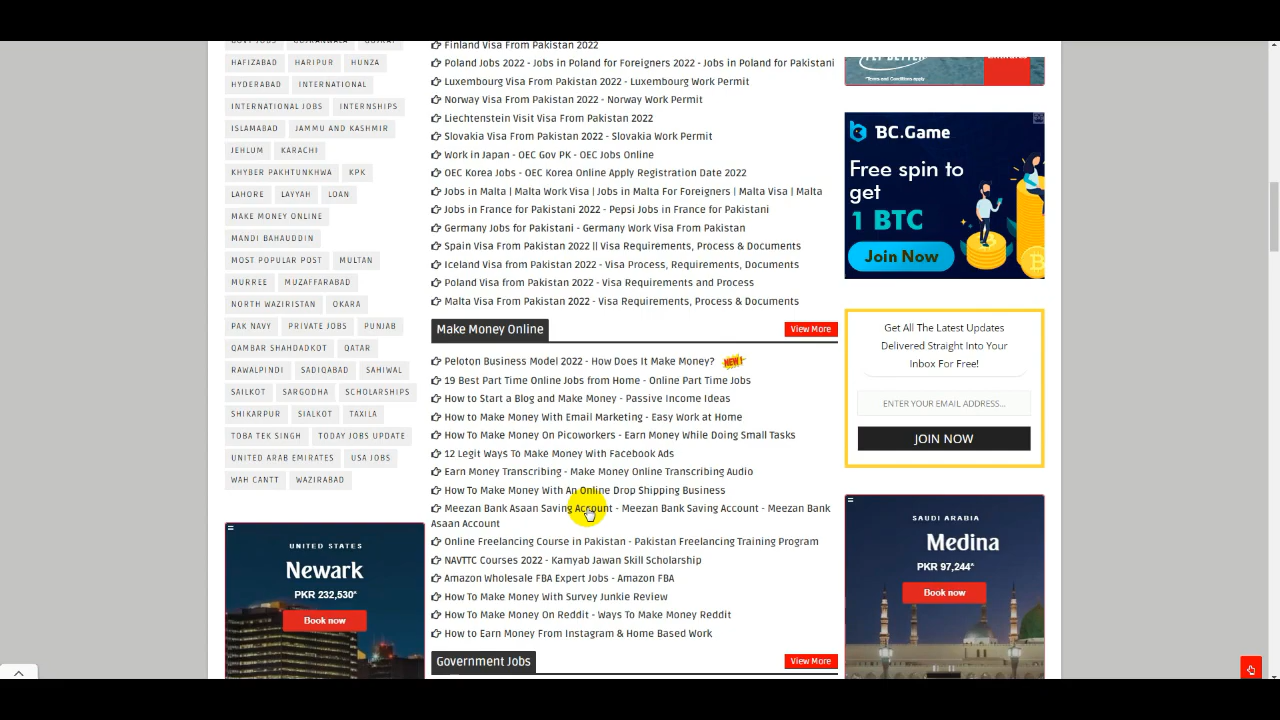 HAFIZABAD HARIPUR HUNZA
HYDERABAD INTERNATIONAL
INTERNATIONAL JOBS INTERNSHIPS
ISLAMABAD JAMMU AND KASHMIR
JEHLUM KARACHI
KHYBER PAKHTUNKHWA KPK
LAHORE LAYYAH LOAN
MAKE MONEY ONLINE
MANDI BAHAUDDIN
MOST POPULAR POST MULTAN
MURREE MUZAFFARABAD
NORTH WAZIRISTAN OKARA
PAK NAVY PRIVATE JOBS PUNJAB
QAMBAR SHAHDADKOT QATAR
RAWALPINDI SADIQABAD SAHIWAL
SAILKOT SARGODHA SCHOLARSHIPS
SHIKARPUR SIALKOT TAXILA
TOBA TEK SINGH TODAY JOBS UPDATE
UNITED ARAB EMIRATES USA JOBS
WAH CANTT WAZIRABAD
UNITED STATES
Newark
PKR 232,530*
Book now
Finland Visa From Pakistan 2022
Poland Jobs 2022 - Jobs in Poland for Foreigners 2022 - Jobs in Poland for Pakistani
Luxembourg Visa From Pakistan 2022 - Luxembourg Work Permit
Norway Visa From Pakistan 2022 - Norway Work Permit
Liechtenstein Visit Visa From Pakistan 2022
Slovakia Visa From Pakistan 2022 - Slovakia Work Permit
Work in Japan - OEC Gov PK - OEC Jobs Online
OEC Korea Jobs - OEC Korea Online Apply Registration Date 2022
Jobs in Malta | Malta Work Visa | Jobs in Malta For Foreigners | Malta Visa | Malta
Jobs in France for Pakistani 2022 - Pepsi Jobs in France for Pakistani
Germany Jobs for Pakistani - Germany Work Visa From Pakistan
Spain Visa From Pakistan 2022 || Visa Requirements, Process & Documents
Iceland Visa from Pakistan 2022 - Visa Process, Requirements, Documents
Poland Visa from Pakistan 2022 - Visa Requirements and Process
Malta Visa From Pakistan 2022 - Visa Requirements, Process & Documents
Make Money Online View More
Peloton Business Model 2022 - How Does It Make Money? NEW!
19 Best Part Time Online Jobs from Home - Online Part Time Jobs
How to Start a Blog and Make Money - Passive Income Ideas
How to Make Money With Email Marketing - Easy Work at Home
How To Make Money On Picoworkers - Earn Money While Doing Small Tasks
12 Legit Ways To Make Money With Facebook Ads
Earn Money Transcribing - Make Money Online Transcribing Audio
How To Make Money With An Online Drop Shipping Business
Meezan Bank Asaan Saving Account - Meezan Bank Saving Account - Meezan Bank
Asaan Account
Online Freelancing Course in Pakistan - Pakistan Freelancing Training Program
NAVTTC Courses 2022 - Kamyab Jawan Skill Scholarship
Amazon Wholesale FBA Expert Jobs - Amazon FBA
How To Make Money With Survey Junkie Review
How To Make Money On Reddit - Ways To Make Money Reddit
How to Earn Money From Instagram & Home Based Work
Government Jobs View More
*Terms and Conditions apply
BC.Game
Free spin to
get
1 BTC
Join Now
Get All The Latest Updates
Delivered Straight Into Your
Inbox For Free!
ENTER YOUR EMAIL ADDRESS...
JOIN NOW
SAUDI ARABIA
Medina
PKR 97,244*
Book now